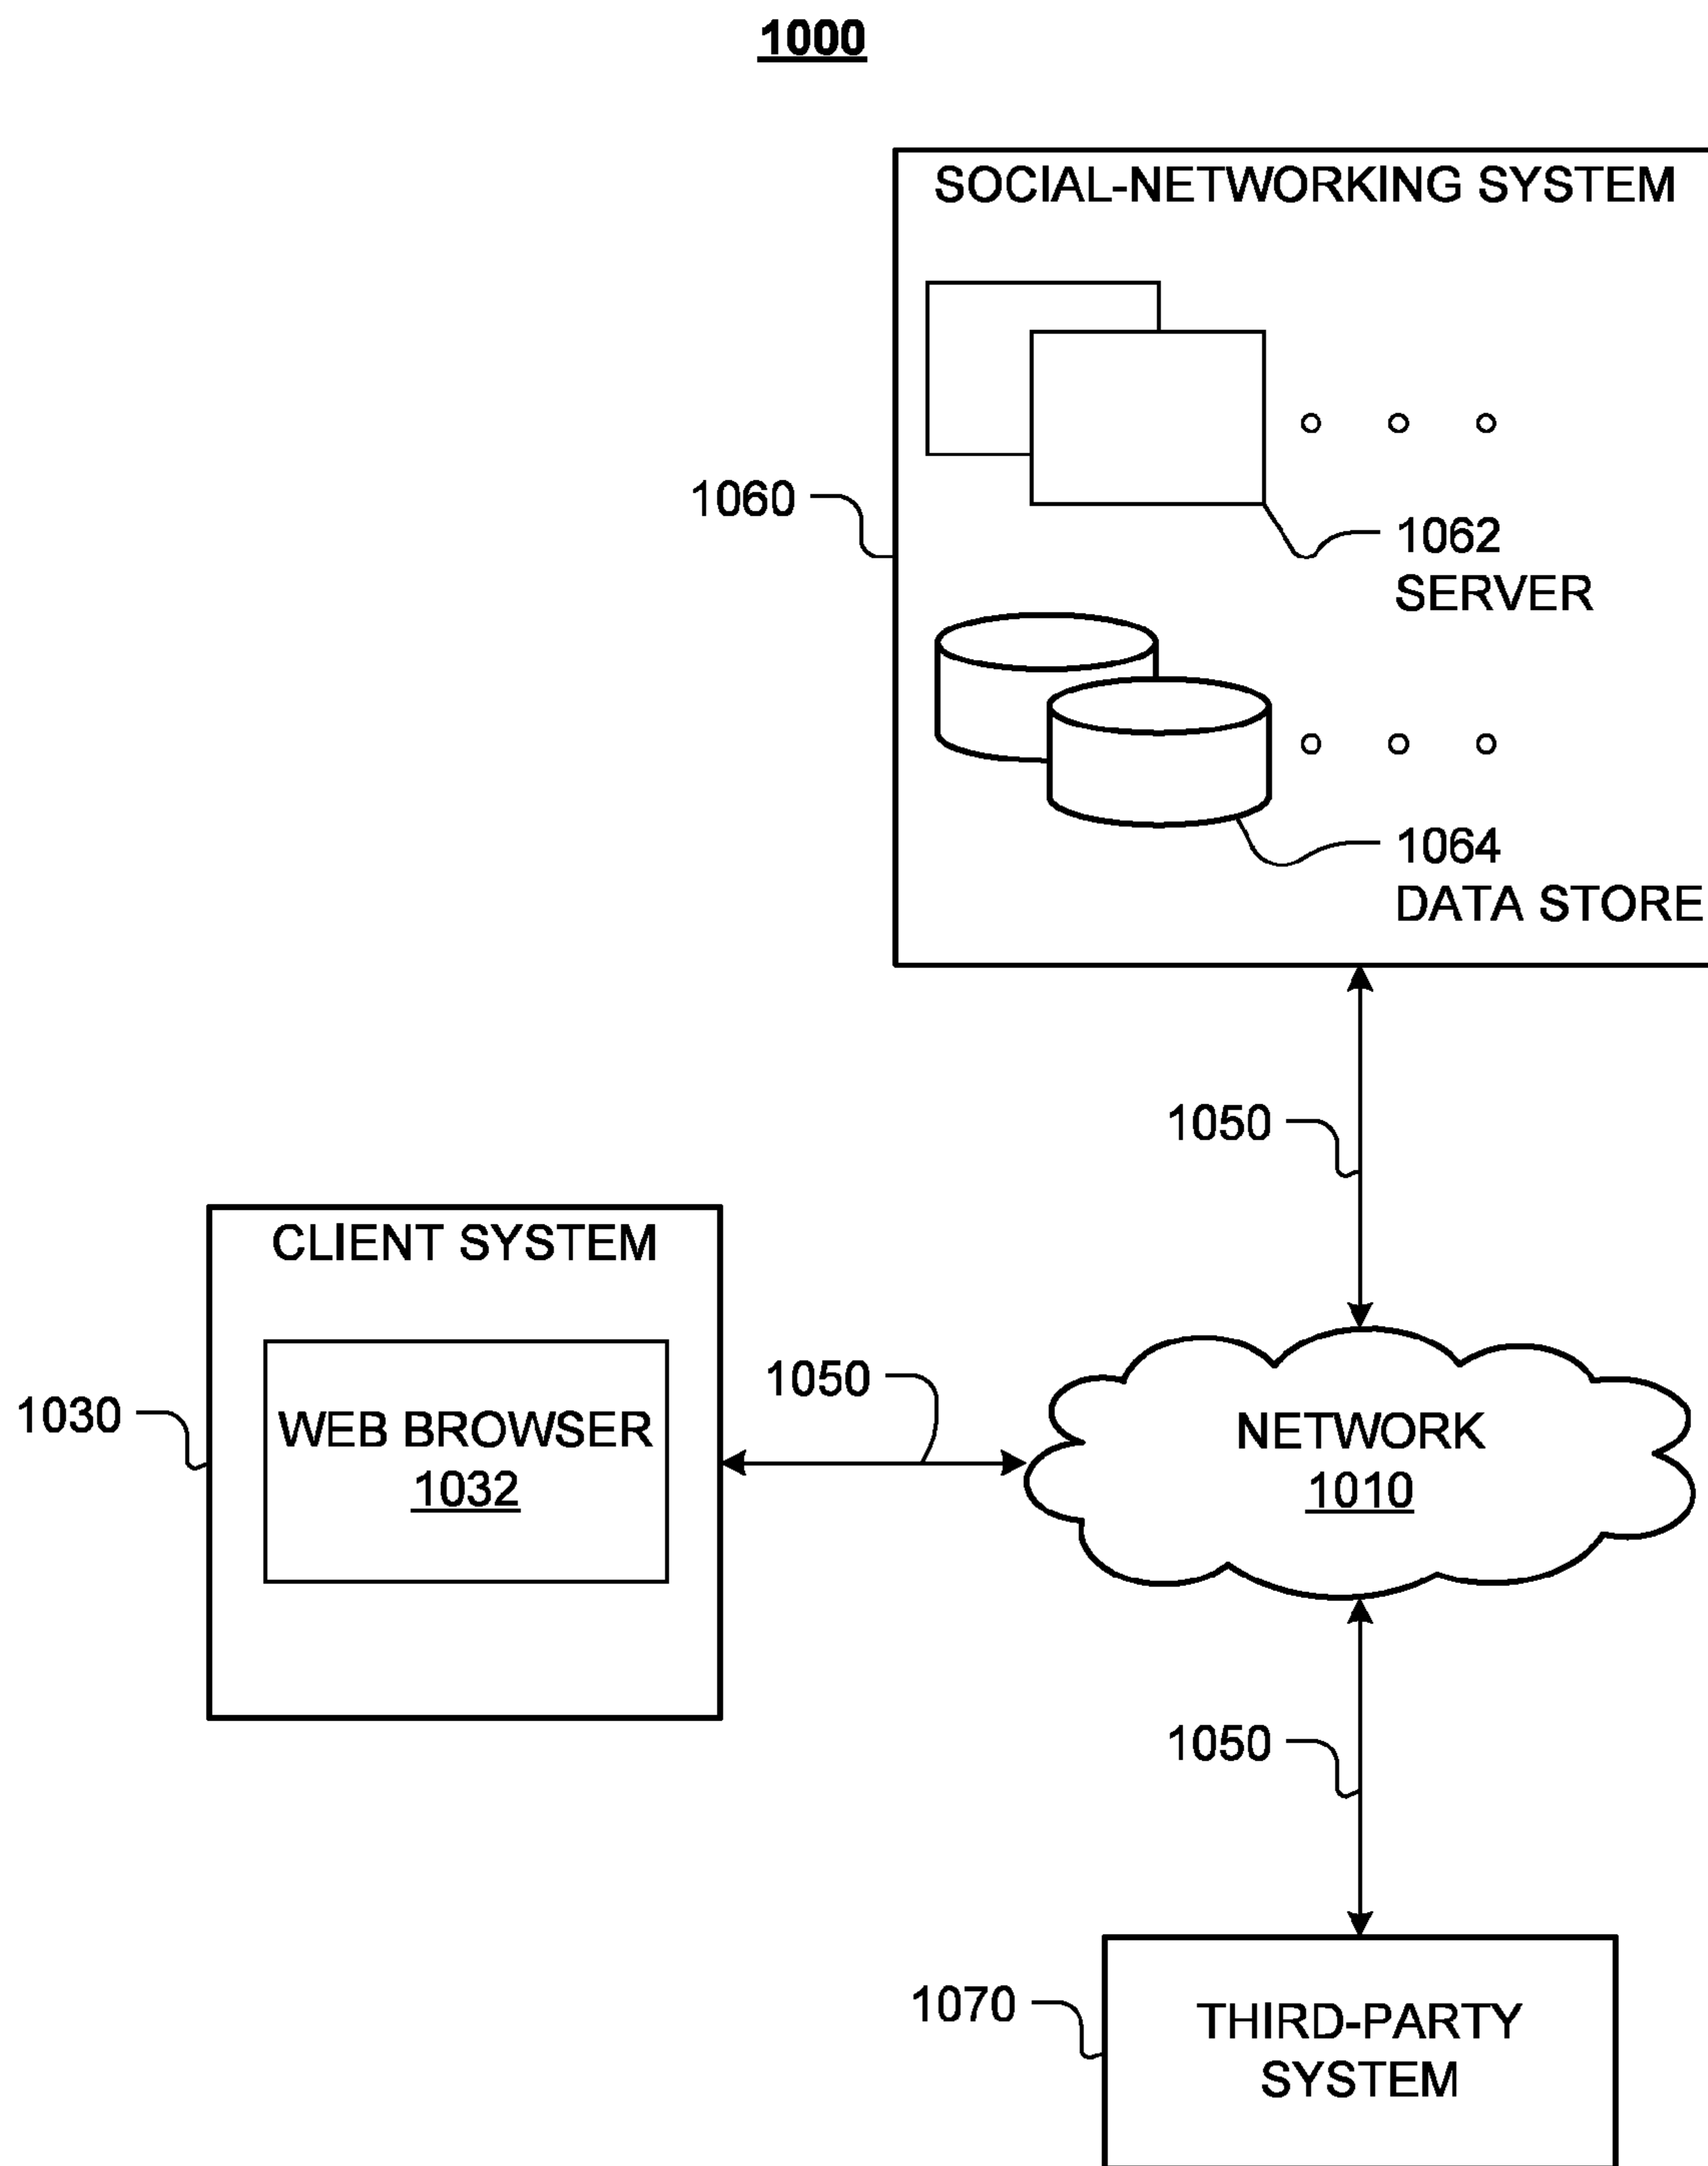 1000
SOCIAL-NETWORKING SYSTEM
1060
1062
SERVER
1064
DATA STORE
1050
CLIENT SYSTEM
1030
WEB BROWSER
1032
1050
NETWORK
1010
1050
1070
THIRD-PARTY
SYSTEM